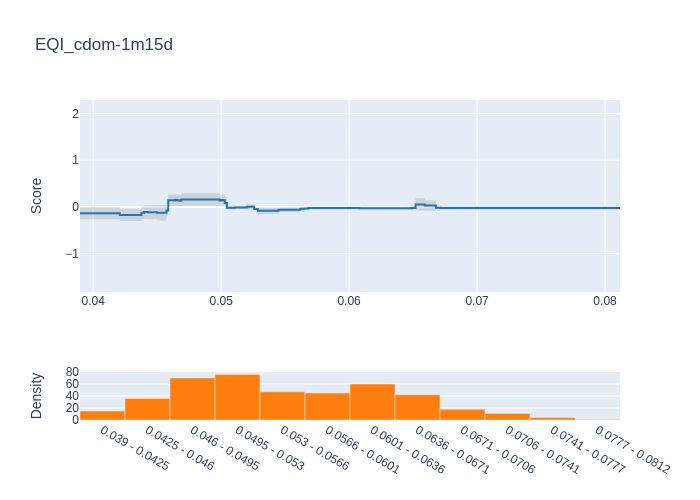 EQI_cdom-1m15d
Score
2
1
0
−1
0.04
0.05
0.06
0.07
0.08
Density
80
60
40
20
0
0.039 - 0.0425
0.0425 - 0.046
0.046 - 0.0495
0.0495 - 0.053
0.053 - 0.0566
0.0566 - 0.0601
0.0601 - 0.0636
0.0636 - 0.0671
0.0671 - 0.0706
0.0706 - 0.0741
0.0741 - 0.0777
0.0777 - 0.0812